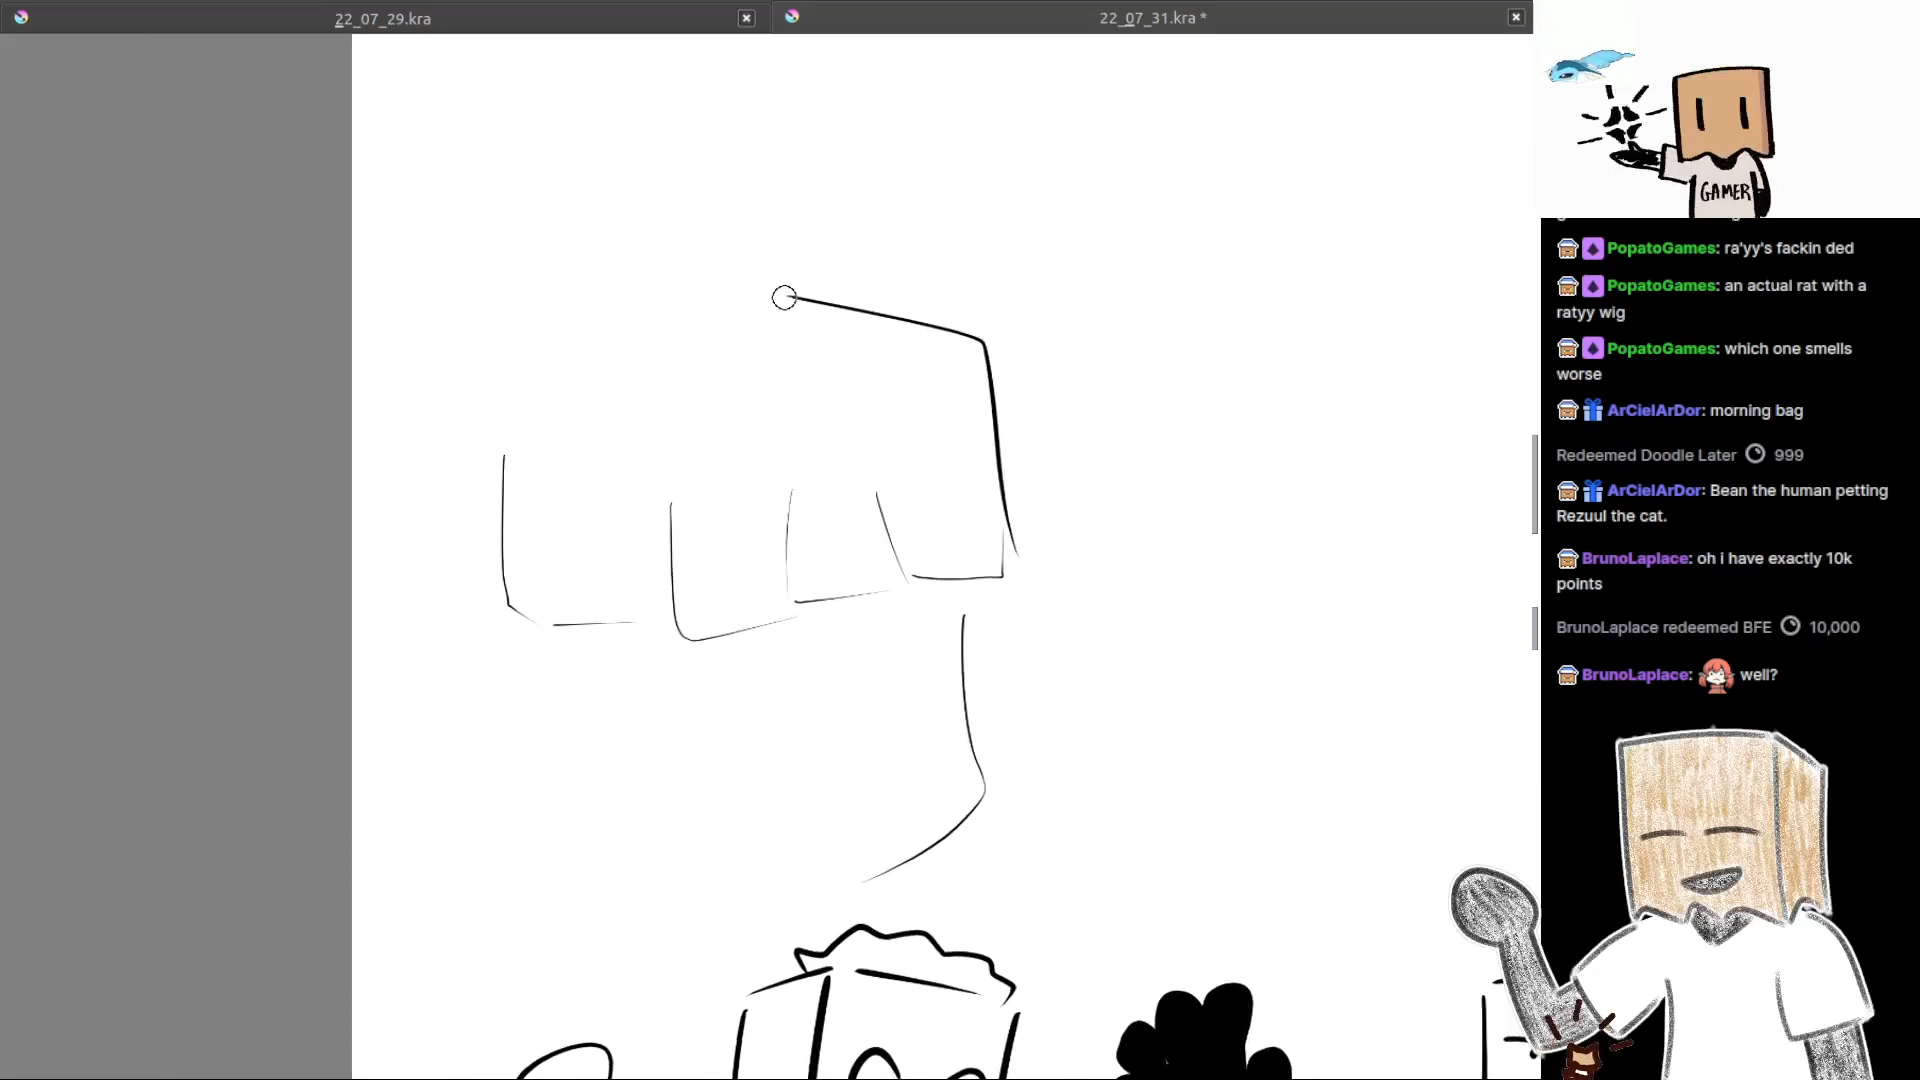 22_07_29.kra
22_07_31.kra *
GAMER
PopatoGames: ra'yy's fackin ded
PopatoGames: an actual rat with a
ratyy wig
PopatoGames: which one smells
worse
ArCielArDor: morning bag
Redeemed Doodle Later 999
ArCielArDor: Bean the human petting
Rezuul the cat.
BrunoLaplace: oh i have exactly 10k
points
BrunoLaplace redeemed BFE 10,000
BrunoLaplace: well?